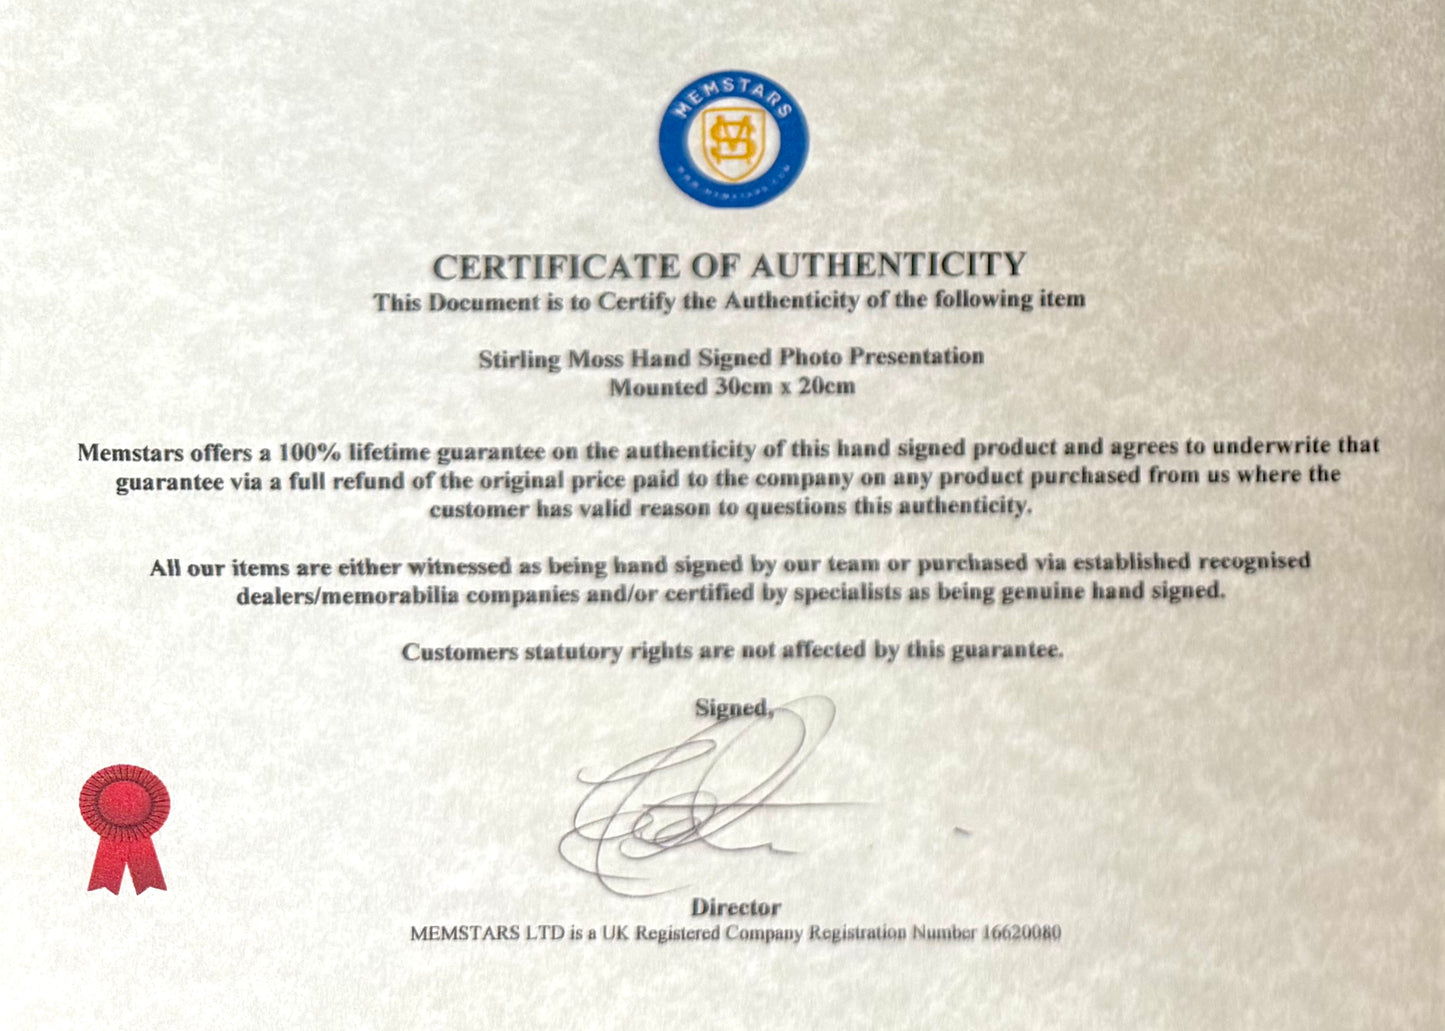 MEMSTARS
CERTIFICATE OF AUTHENTICITY
This Document is to Certify the Authenticity of the following item
Stirling Moss Hand Signed Photo Presentation
Mounted 30cm x 20cm
Memstars offers a 100% lifetime guarantee on the authenticity of this hand signed product and agrees to underwrite that
guarantee via a full refund of the original price paid to the company on any product purchased from us where the
customer has valid reason to questions this authenticity.
All our items are either witnessed as being hand signed by our team or purchased via established recognised
dealers/memorabilia companies and/or certified by specialists as being genuine hand signed.
Customers statutory rights are not affected by this guarantee.
Signed,
Director
MEMSTARS LTD is a UK Registered Company Registration Number 16620080